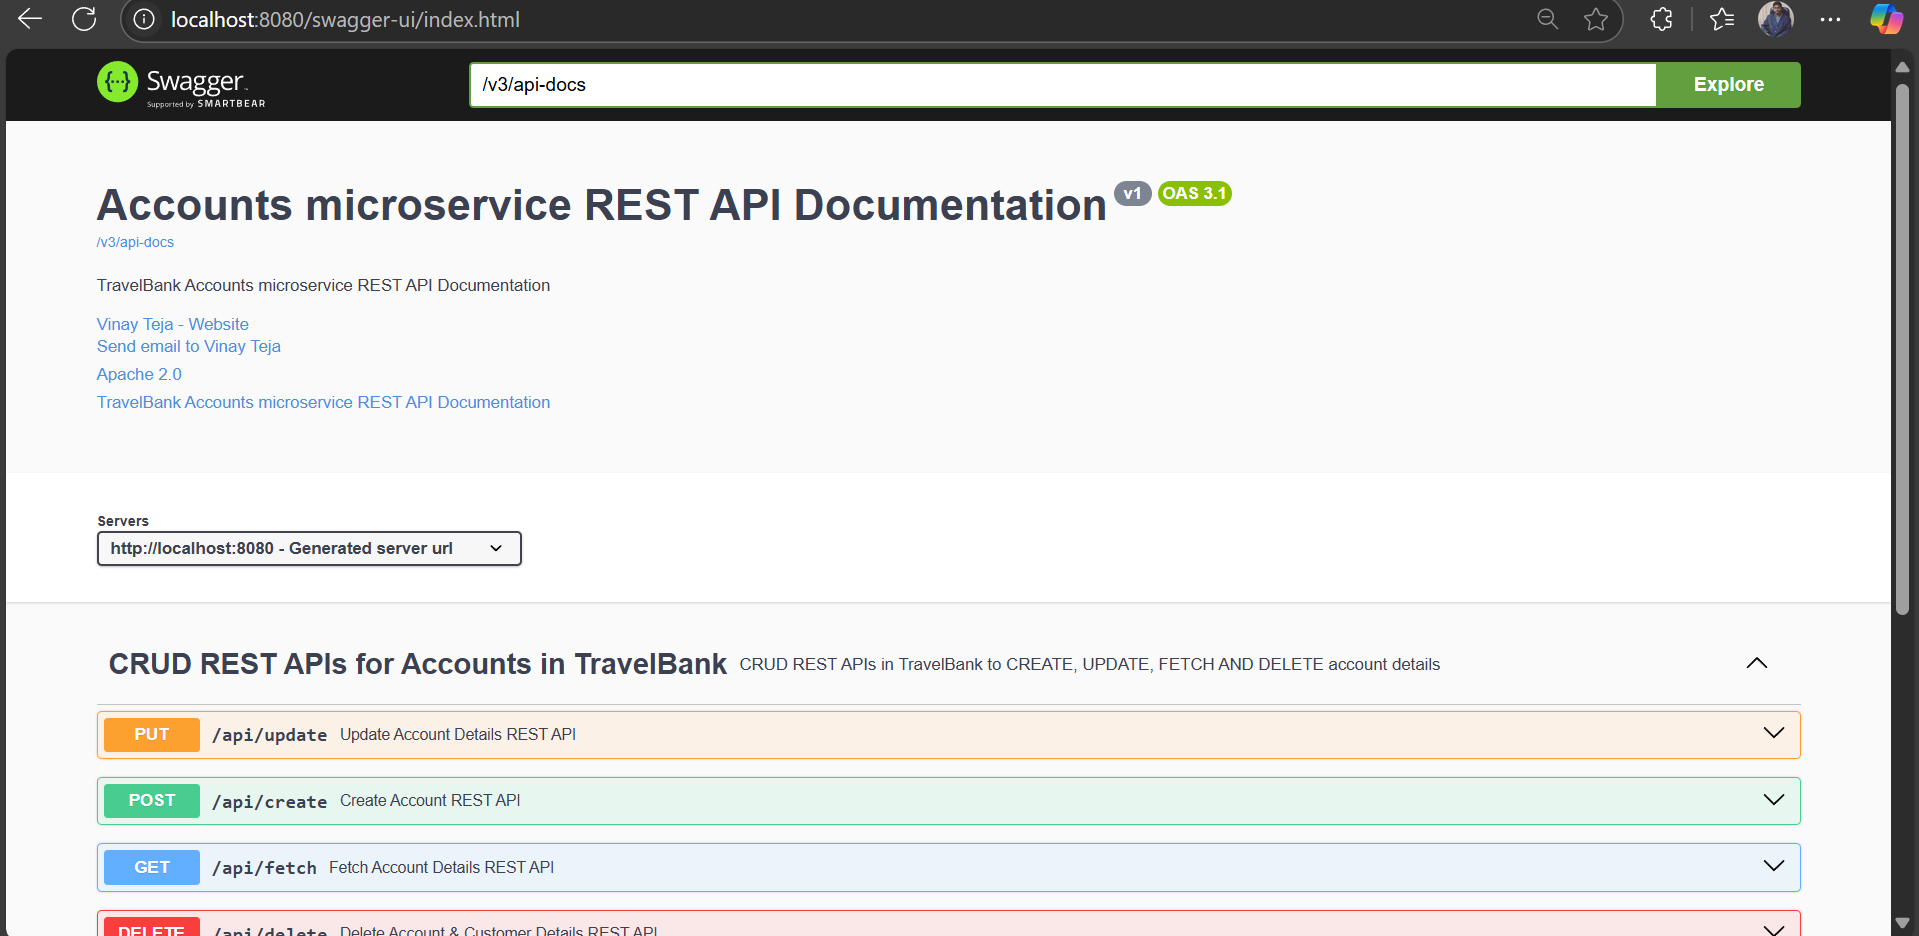 localhost:8080/swagger-ui/index.html
{···} Swagger.
Supported by SMARTBEAR
/v3/api-docs
Explore
Accounts microservice REST API Documentation v1 OAS 3.1
/v3/api-docs
TravelBank Accounts microservice REST API Documentation
Vinay Teja - Website
Send email to Vinay Teja
Apache 2.0
TravelBank Accounts microservice REST API Documentation
Servers
http://localhost:8080 - Generated server url
CRUD REST APIs for Accounts in TravelBank CRUD REST APIs in TravelBank to CREATE, UPDATE, FETCH AND DELETE account details
PUT /api/update Update Account Details REST API
POST /api/create Create Account REST API
GET /api/fetch Fetch Account Details REST API
DELETE /api/delete Delete Account & Customer Details REST API